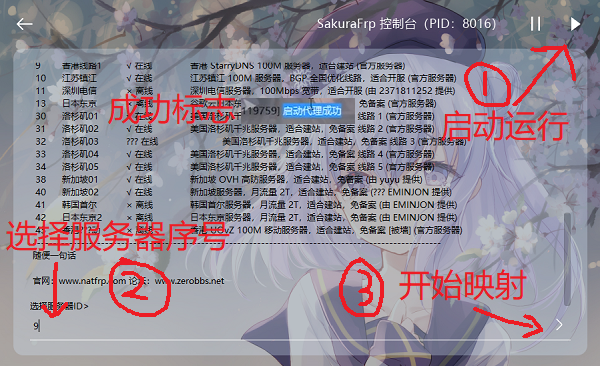 SakuraFrp 控制台（PID：8016）
9 香港线路1 √ 在线 香港 StarryDNS 100M 服务器，适合建站 (官方服务器)
10 江苏镇江 √ 在线 江苏镇江 100M 服务器，BGP 全国优化线路，适合开服 (官方服务器)
11 深圳电信 × 离线 深圳电信服务器，100Mbps 宽带，适合开服 (由 2371811252 提供)
13 日本东京 × 离线 谷歌云日本东 免备案 (官方服务器)
119759] 启动代理成功
成功标志
①
启动运行
30 洛杉矶01 √ 在线 美国洛杉矶千兆服务器，适合建站，免备案 线路 1 (官方服务器)
31 洛杉矶02 √ 在线 美国洛杉矶千兆服务器，适合建站，免备案 线路 2 (官方服务器)
32 洛杉矶03 ??? 在线 美国洛杉矶千兆服务器，适合建站，免备案 线路 3 (官方服务器)
33 洛杉矶04 √ 在线 美国洛杉矶千兆服务器，适合建站，免备案 线路 4 (官方服务器)
34 洛杉矶05 √ 在线 美国洛杉矶千兆服务器，适合建站，免备案 线路 5 (官方服务器)
38 新加坡01 √ 在线 新加坡 OVH 高防服务器，适合建站，免备案 (由 yuyu 提供)
40 新加坡02 √ 在线 新加坡服务器，月流量 2T，适合建站，免备案 (??? EMINJON 提供)
41 韩国首尔 × 离线 韩国首尔服务器，月流量 2T，适合建站，免备案 (由 EMINJON 提供)
42 日本东京2 × 离线 日本东京服务器，月流量 2T，适合建站，免备案 (由 EMINJON 提供)
√ 在线 香港 UOvZ 100M 移动服务器，适合建站，免备案 [被墙] (官方服务器)
选择服务器序号
随便一句话
官网：www.natfrp.com 论坛：www.zerobbs.net
②
③
开始映射
选择服务器ID>
9